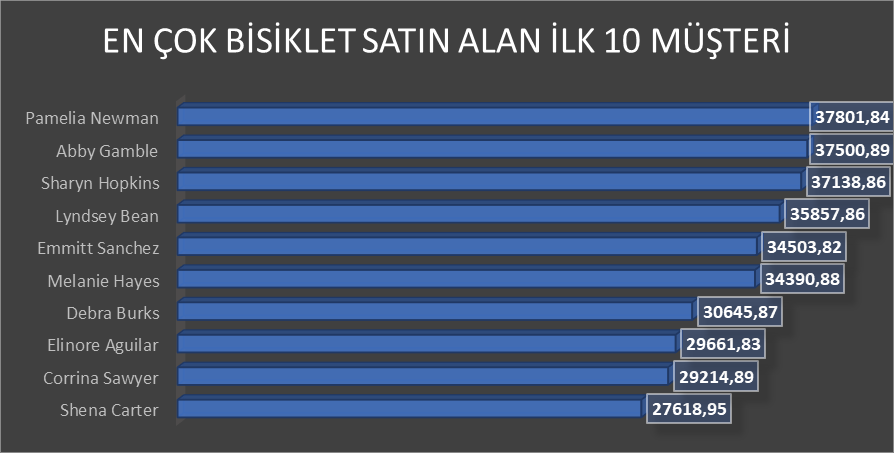 EN ÇOK BİSİKLET SATIN ALAN İLK 10 MÜŞTERİ
Pamelia Newman 37801,84
Abby Gamble 37500,89
Sharyn Hopkins 37138,86
Lyndsey Bean 35857,86
Emmitt Sanchez 34503,82
Melanie Hayes 34390,88
Debra Burks 30645,87
Elinore Aguilar 29661,83
Corrina Sawyer 29214,89
Shena Carter 27618,95